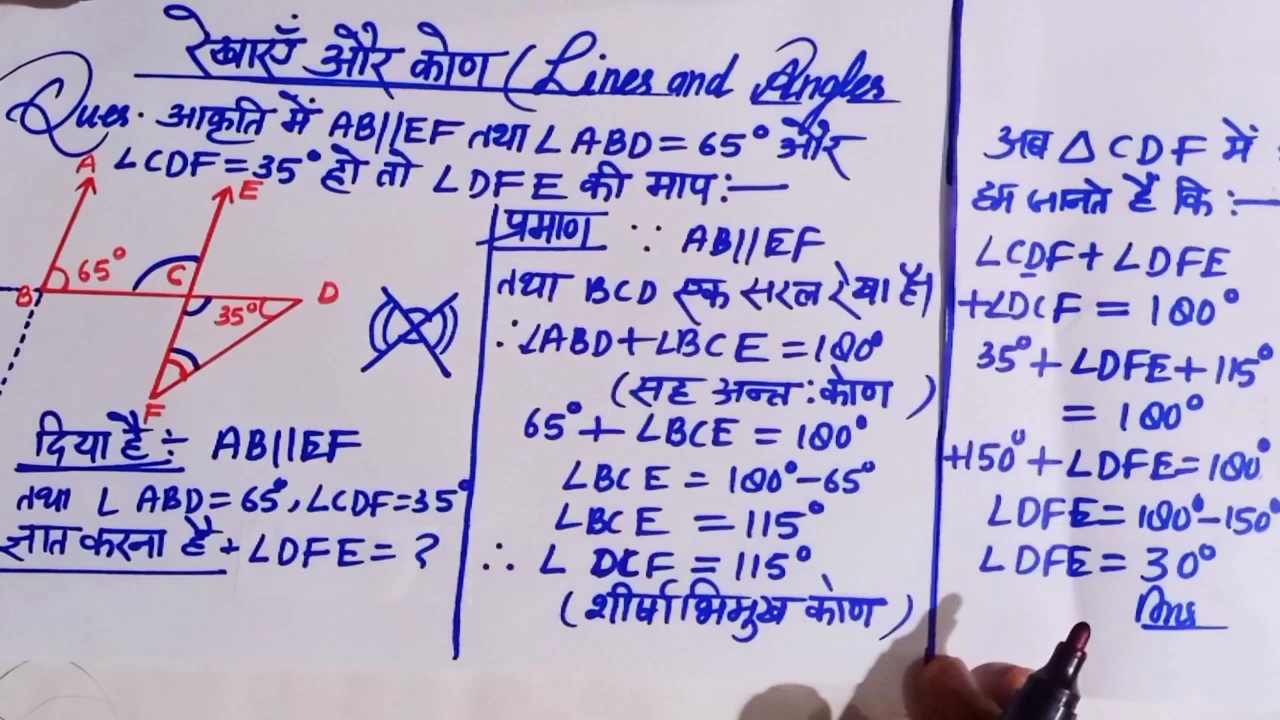 रेखाएँ और कोण (Lines and Angles
Ques. आकृति में AB//EF तथा ∠ABD = 65° और
∠CDF = 35° हो तो ∠DFE की माप:—
A
E
65°
C
B
D
35°
F
दिया है ÷ AB//EF
तथा ∠ABD = 65°, ∠CDF = 35°
ज्ञात करना है - ∠DFE = ?
प्रमाण ∵ AB//EF
तथा BCD एक सरल रेखा है।
∴ ∠ABD + ∠BCE = 180°
(सह अन्त:कोण)
65° + ∠BCE = 180°
∠BCE = 180° - 65°
∠BCE = 115°
∴ ∠DCF = 115°
(शीर्षाभिमुख कोण)
अब △CDF में
हम जानते हैं कि :—
∠CDF + ∠DFE
+∠DCF = 180°
35° + ∠DFE + 115°
= 180°
+150° + ∠DFE = 180°
∠DFE = 180° - 150°
∠DFE = 30°
Ans